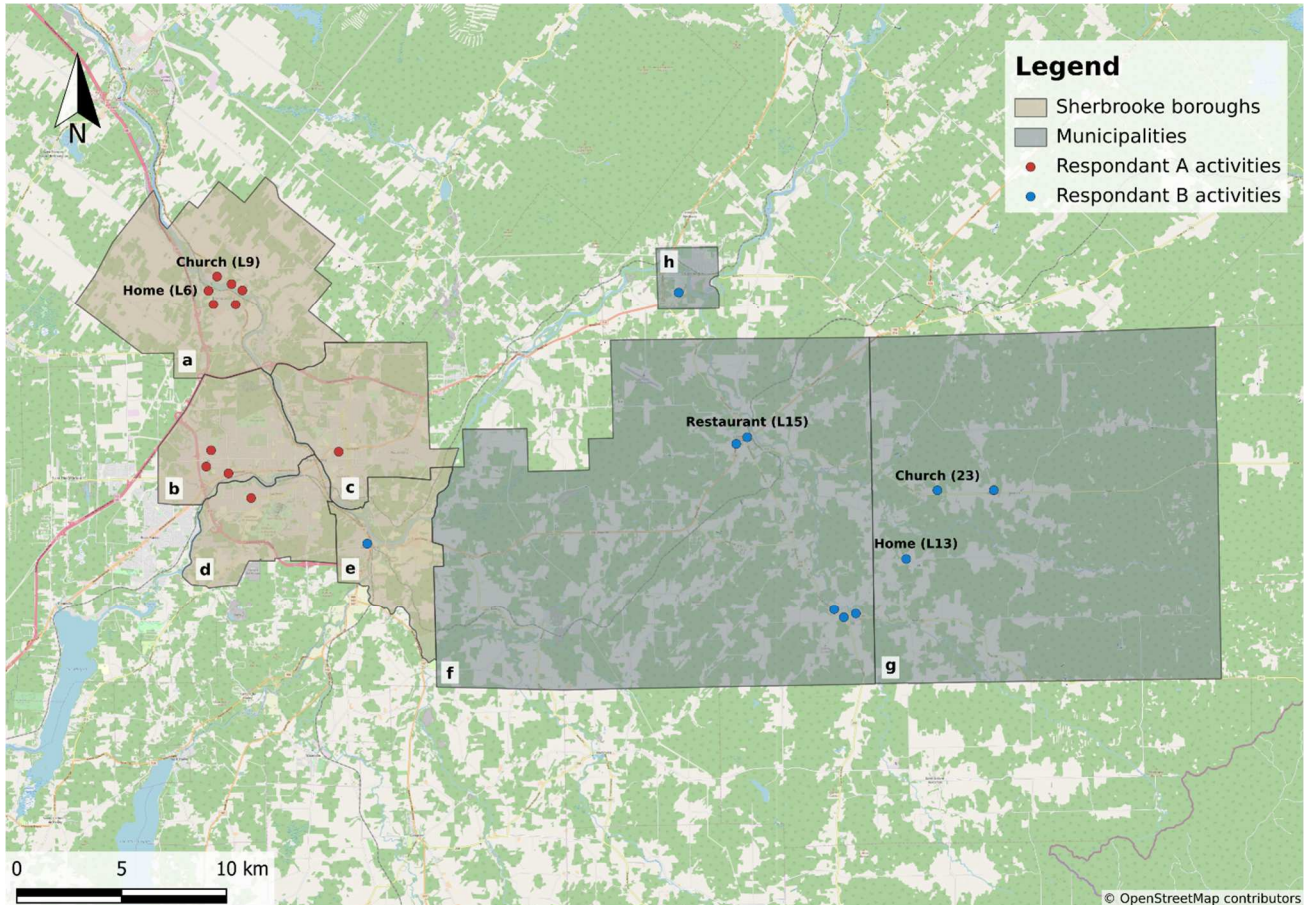 N
Legend
Sherbrooke boroughs
Municipalities
Respondant A activities
Respondant B activities
Church (L9)
Home (L6)
h
a
Restaurant (L15)
Church (23)
b
c
Home (L13)
d
e
f
g
0 5 10 km
© OpenStreetMap contributors